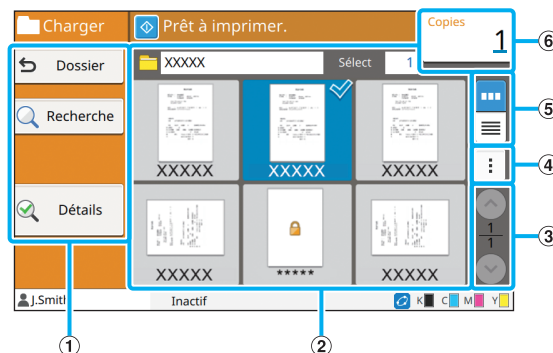 Charger
Prêt à imprimer.
Copies
1
6
Dossier
XXXXX
Sélect
1
Recherche
5
XXXXX
XXXXX
XXXXX
4
Détails
1
1
3
XXXXX
*****
XXXXX
J.Smith
Inactif
K C M Y
1
2